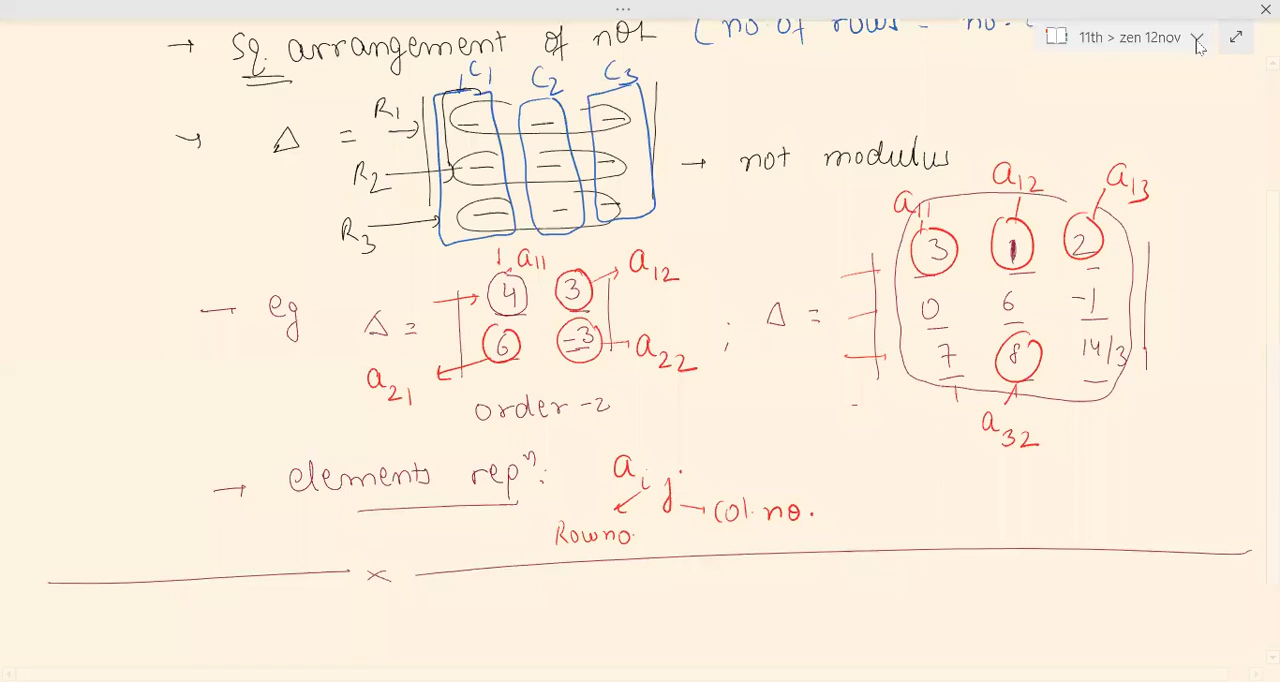 → Sq. arrangement of nos (no. of rows = no.
11th > zen 12nov
C1 C2 C3
→ Δ = R1 → not modulus
R2
R3
→ eg Δ = 4 3 ; Δ = 3 1 2
6 -3 0 6 -1
7 8 14/3
a11 a12 a21 a22 a11 a12 a13 a32
order -2
→ elements repⁿ: aij → Col. no.
Row no.
×